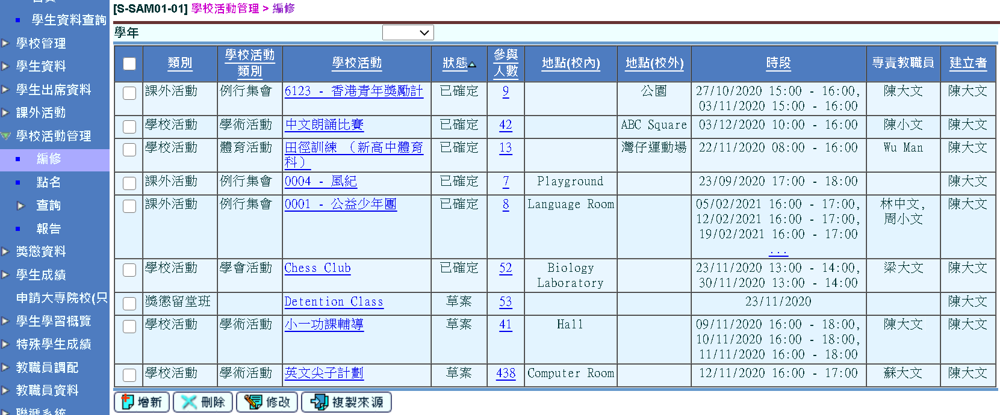 [S-SAM01-01] 學校活動管理 > 編修
學生資料查詢
學校管理
學生資料
學生出席資料
課外活動
學校活動管理
編修
點名
查詢
報告
獎懲資料
學生成績
申請大專院校(只
學生學習概覽
特殊學生成績
教職員調配
教職員資料
聯遞系統
學年
類別 學校活動類別 學校活動 狀態 參與人數 地點(校內) 地點(校外) 時段 專責教職員 建立者
課外活動 例行集會 6123 - 香港青年獎勵計 已確定 9 公園 27/10/2020 15:00 - 16:00, 陳大文 陳大文
03/11/2020 15:00 - 16:00
學校活動 學術活動 中文朗誦比賽 已確定 42 ABC Square 03/12/2020 10:00 - 16:00 陳小文 陳大文
學校活動 體育活動 田徑訓練 （新高中體育 已確定 13 灣仔運動場 22/11/2020 08:00 - 16:00 Wu Man 陳大文
科）
課外活動 例行集會 0004 - 風紀 已確定 7 Playground 23/09/2020 17:00 - 18:00 陳大文
課外活動 例行集會 0001 - 公益少年團 已確定 8 Language Room 05/02/2021 16:00 - 17:00, 林中文, 陳大文
12/02/2021 16:00 - 17:00, 周小文
19/02/2021 16:00 - 17:00
...
學校活動 學會活動 Chess Club 已確定 52 Biology 23/11/2020 13:00 - 14:00, 梁大文 陳大文
Laboratory 30/11/2020 13:00 - 14:00
獎懲留堂班 Detention Class 草案 53 23/11/2020 陳大文
學校活動 學術活動 小一功課輔導 草案 41 Hall 09/11/2020 16:00 - 18:00, 陳大文 陳大文
10/11/2020 16:00 - 18:00,
11/11/2020 16:00 - 18:00
學校活動 學術活動 英文尖子計劃 草案 438 Computer Room 12/11/2020 16:00 - 17:00 蘇大文 陳大文
增新 刪除 修改 複製來源